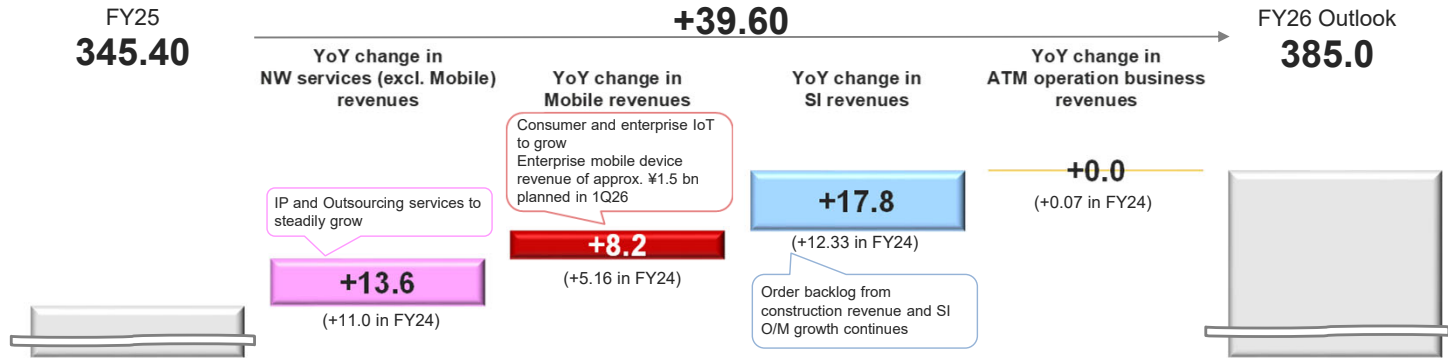 FY25
345.40
+39.60
FY26 Outlook
385.0
YoY change in
NW services (excl. Mobile)
revenues
YoY change in
Mobile revenues
YoY change in
SI revenues
YoY change in
ATM operation business
revenues
IP and Outsourcing services to
steadily grow
+13.6
(+11.0 in FY24)
Consumer and enterprise IoT
to grow
Enterprise mobile device
revenue of approx. ¥1.5 bn
planned in 1Q26
+8.2
(+5.16 in FY24)
+17.8
(+12.33 in FY24)
Order backlog from
construction revenue and SI
O/M growth continues
+0.0
(+0.07 in FY24)